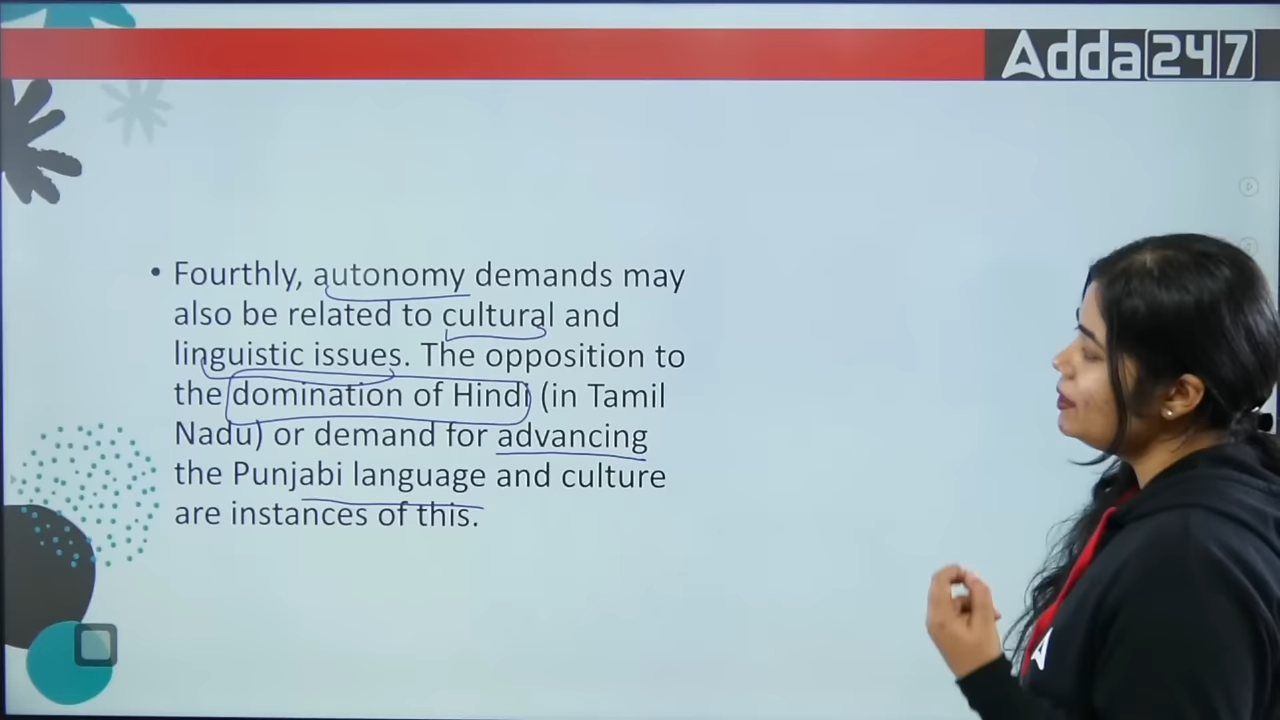 Adda247
• Fourthly, autonomy demands may
also be related to cultural and
linguistic issues. The opposition to
the domination of Hindi (in Tamil
Nadu) or demand for advancing
the Punjabi language and culture
are instances of this.